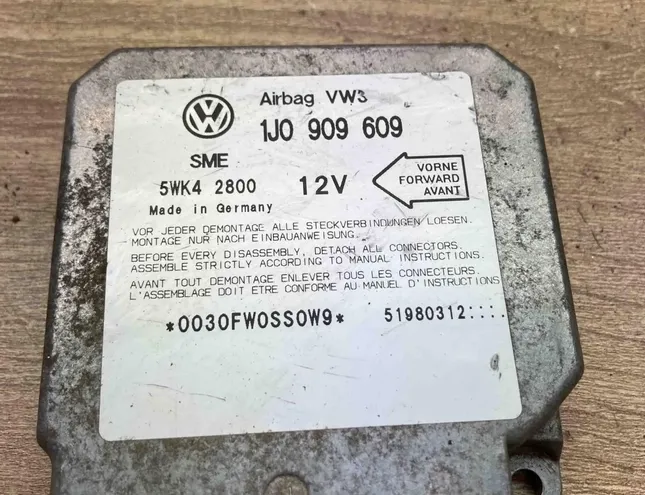 Airbag VW3
1J0 909 609
SME
5WK4 2800 12V
VORNE
FORWARD
AVANT
Made in Germany
VOR JEDER DEMONTAGE ALLE STECKVERBINDUNGEN LOESEN.
MONTAGE NUR NACH EINBAUANWEISUNG.
BEFORE EVERY DISASSEMBLY, DETACH ALL CONNECTORS.
ASSEMBLE STRICTLY ACCORDING TO MANUAL INSTRUCTIONS.
AVANT TOUT DEMONTAGE ENLEVER TOUS LES CONNECTEURS.
L'ASSEMBLAGE DOIT ETRE CONFORME AU MANUEL D'INSTRUCTIONS
*0030FW0SS0W9* 51980312::::